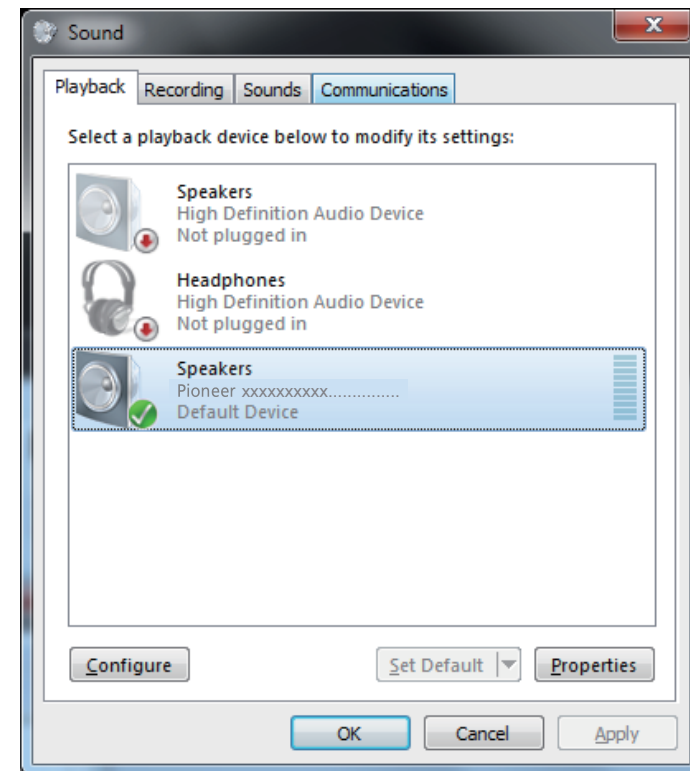 Sound
Playback Recording Sounds Communications
Select a playback device below to modify its settings:
Speakers
High Definition Audio Device
Not plugged in
Headphones
High Definition Audio Device
Not plugged in
Speakers
Pioneer xxxxxxxxxx..............
Default Device
Configure Set Default Properties
OK Cancel Apply